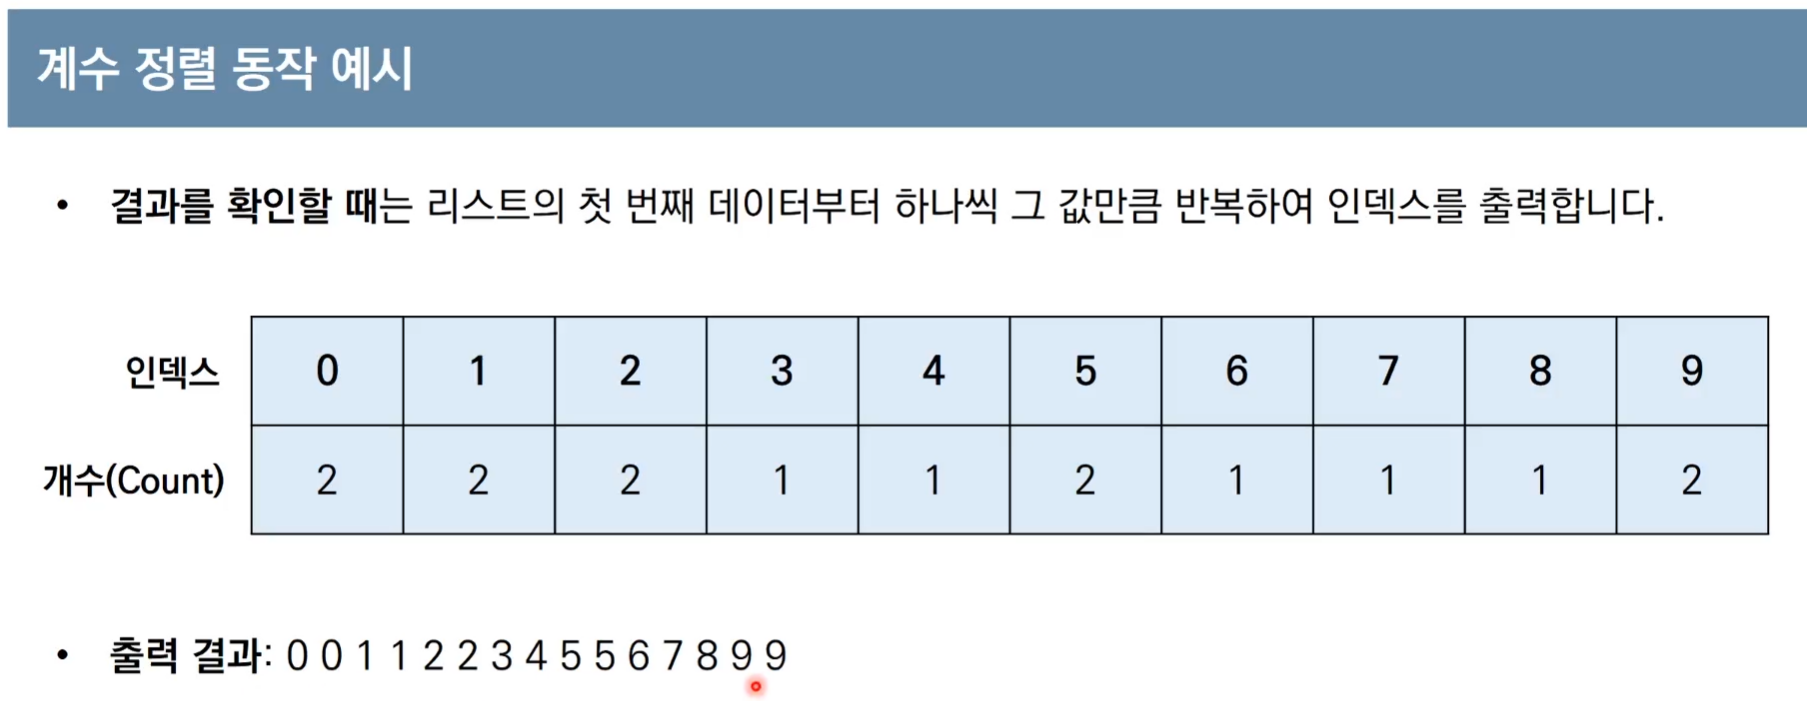 계수 정렬 동작 예시
• 결과를 확인할 때는 리스트의 첫 번째 데이터부터 하나씩 그 값만큼 반복하여 인덱스를 출력합니다.
인덱스 0 1 2 3 4 5 6 7 8 9
개수(Count) 2 2 2 1 1 2 1 1 1 2
• 출력 결과: 0 0 1 1 2 2 3 4 5 5 6 7 8 9 9